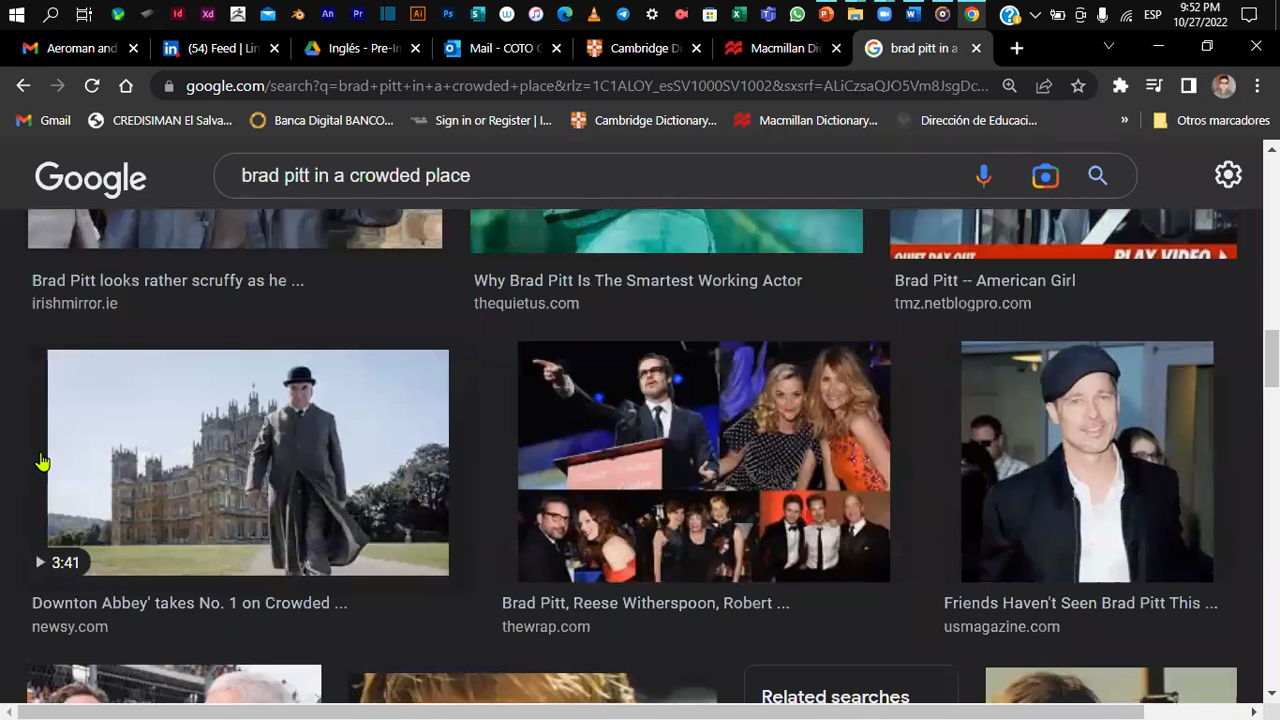 9:52 PM
ESP
10/27/2022
Aeroman and
(54) Feed | Lin
Inglés - Pre-In
Mail - COTO C
Cambridge Di
Macmillan Dic
brad pitt in a
google.com/search?q=brad+pitt+in+a+crowded+place&rlz=1C1ALOY_esSV1000SV1002&sxsrf=ALiCzsaQJO5Vm8JsgDc...
Gmail
CREDISIMAN El Salva...
Banca Digital BANCO...
Sign in or Register | I...
Cambridge Dictionary...
Macmillan Dictionary...
Dirección de Educaci...
»
Otros marcadores
Google
brad pitt in a crowded place
QUIET DAY OUT
PLAY VIDEO
Brad Pitt looks rather scruffy as he ...
irishmirror.ie
Why Brad Pitt Is The Smartest Working Actor
thequietus.com
Brad Pitt -- American Girl
tmz.netblogpro.com
3:41
Downton Abbey' takes No. 1 on Crowded ...
newsy.com
Brad Pitt, Reese Witherspoon, Robert ...
thewrap.com
Friends Haven't Seen Brad Pitt This ...
usmagazine.com
Related searches